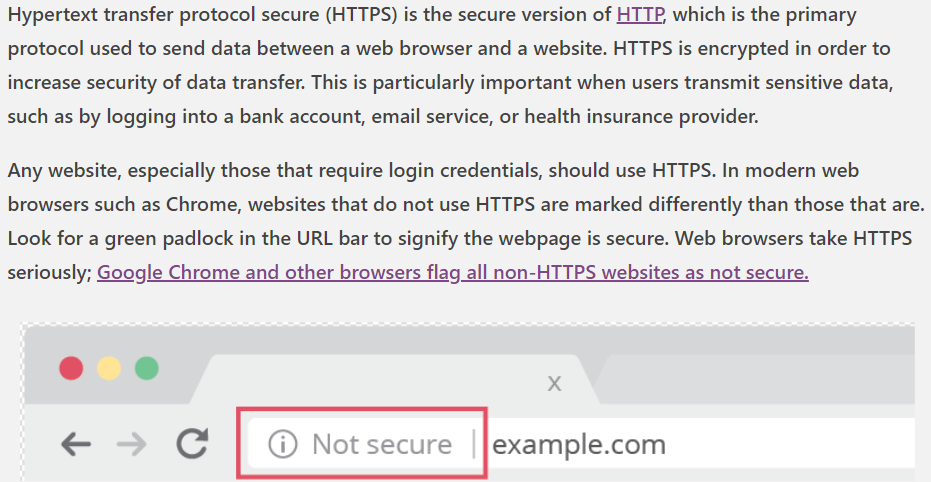 Hypertext transfer protocol secure (HTTPS) is the secure version of HTTP, which is the primary
protocol used to send data between a web browser and a website. HTTPS is encrypted in order to
increase security of data transfer. This is particularly important when users transmit sensitive data,
such as by logging into a bank account, email service, or health insurance provider.
Any website, especially those that require login credentials, should use HTTPS. In modern web
browsers such as Chrome, websites that do not use HTTPS are marked differently than those that are.
Look for a green padlock in the URL bar to signify the webpage is secure. Web browsers take HTTPS
seriously; Google Chrome and other browsers flag all non-HTTPS websites as not secure.
x
Not secure | example.com